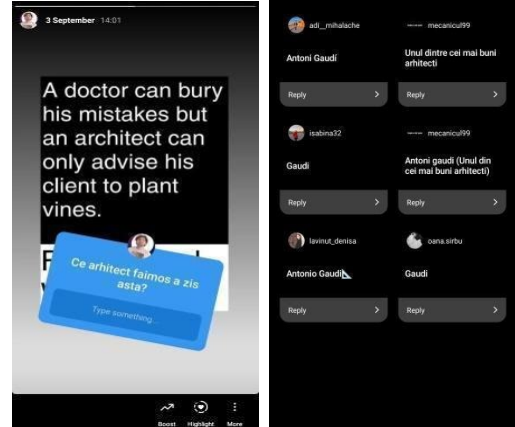 3 September 14:01
A doctor can bury
his mistakes but
an architect can
only advise his
client to plant
vines.
Ce arhitect faimos a zis
asta?
Type something...
Boost Highlight More
adi__mihalache
Antoni Gaudí
Reply
mecanicul99
Unul dintre cei mai buni
arhitecti
Reply
isabina32
Gaudi
Reply
mecanicul99
Antoni gaudi (Unul din
cei mai buni arhitecti)
Reply
lavinut_denisa
Antonio Gaudi📐
Reply
oana.sirbu
Gaudi
Reply